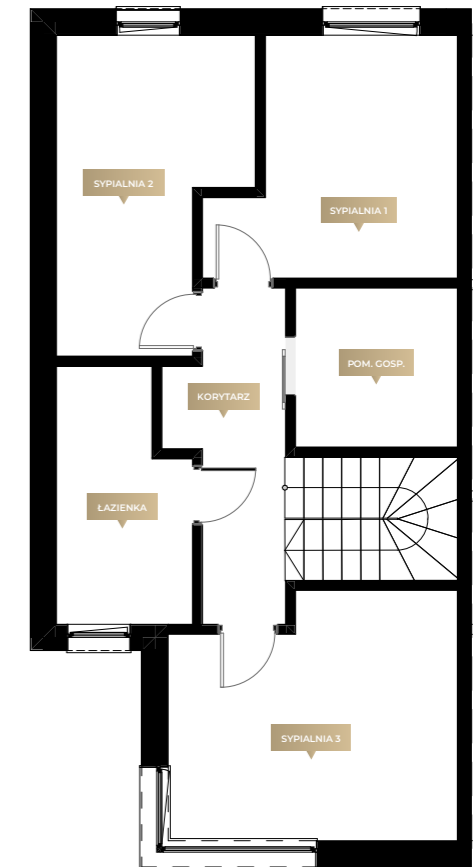 SYPIALNIA 2
SYPIALNIA 1
POM. GOSP.
KORYTARZ
ŁAZIENKA
SYPIALNIA 3